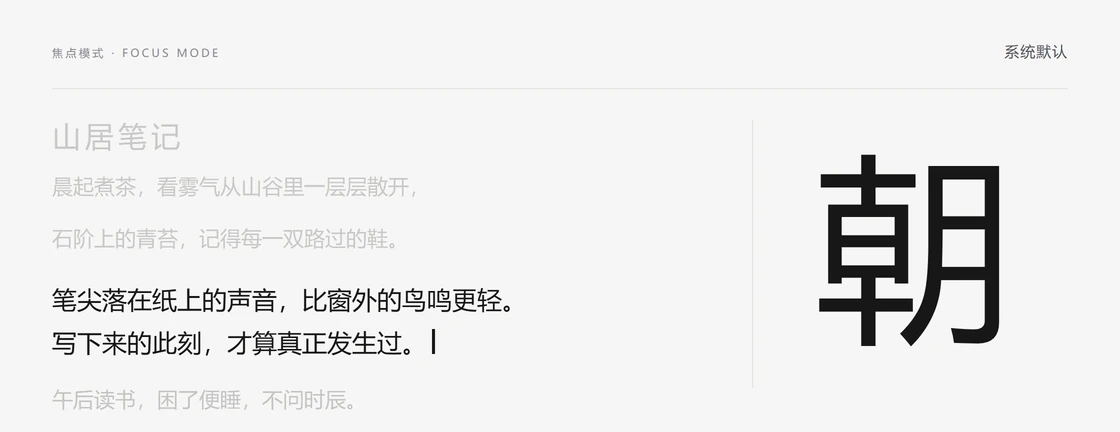 焦点模式 · FOCUS MODE
系统默认
山居笔记
晨起煮茶，看雾气从山谷里一层层散开，
石阶上的青苔，记得每一双路过的鞋。
笔尖落在纸上的声音，比窗外的鸟鸣更轻。
写下来的此刻，才算真正发生过。
午后读书，困了便睡，不问时辰。
朝